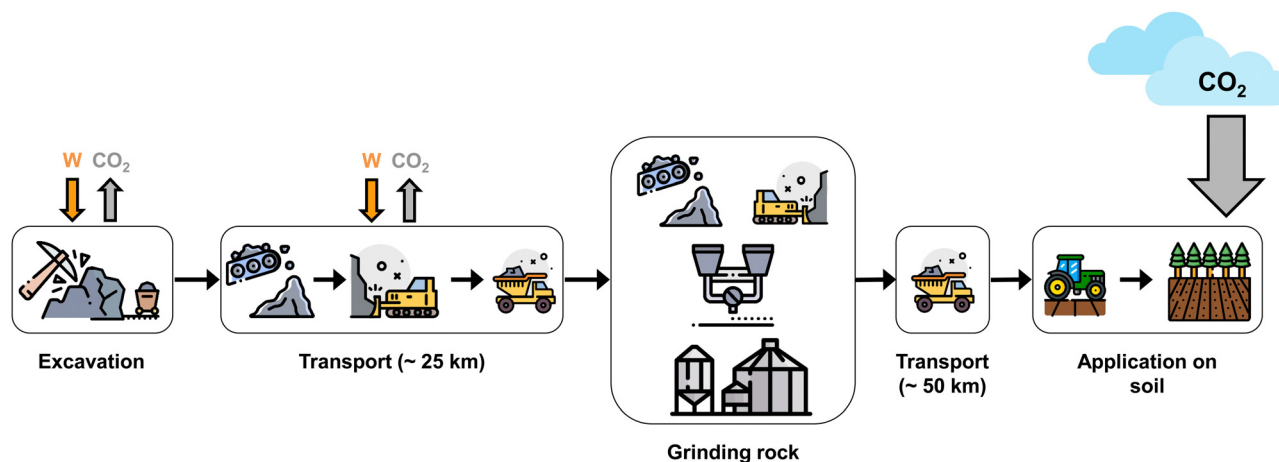 CO₂
W CO₂
W CO₂
Excavation
Transport (~ 25 km)
Grinding rock
Transport
(~ 50 km)
Application on
soil